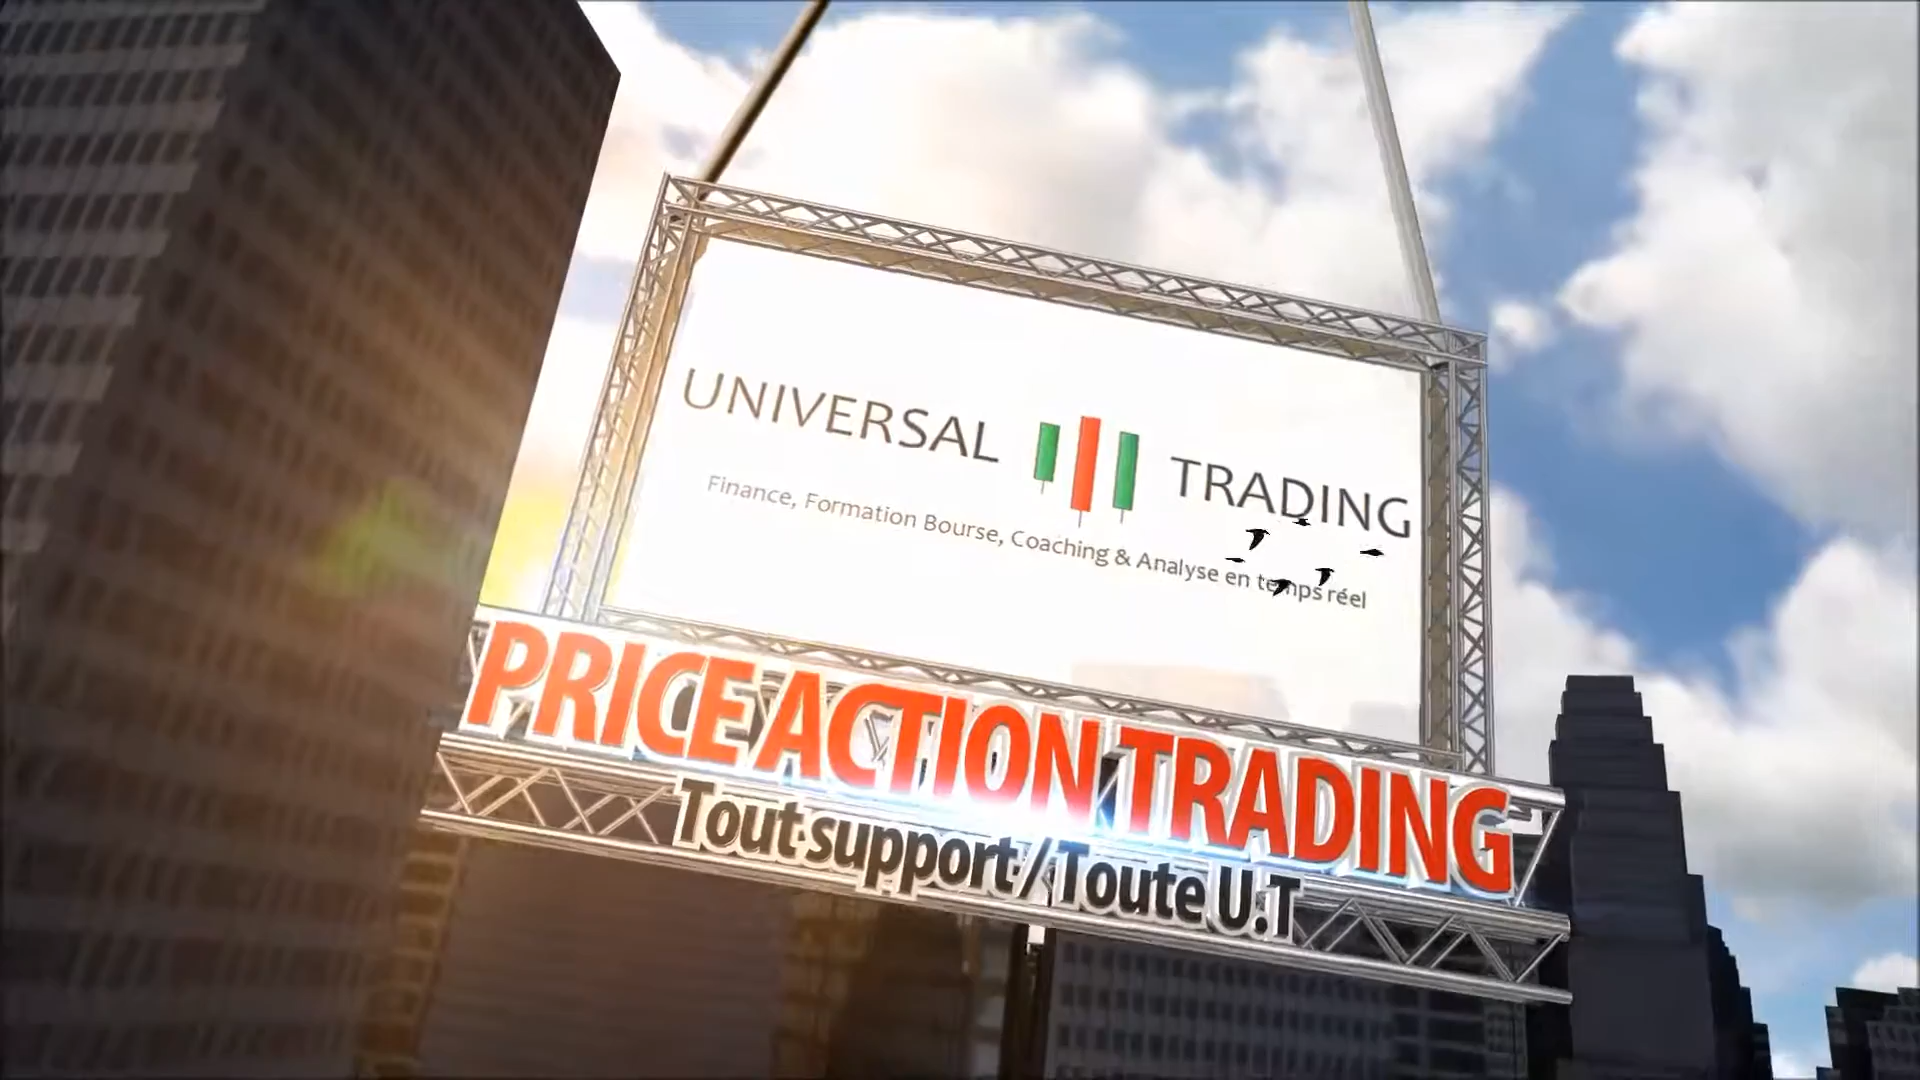 UNIVERSAL TRADING
Finance, Formation Bourse, Coaching & Analyse en temps réel
PRICE ACTION TRADING
Tout support / Toute U.T